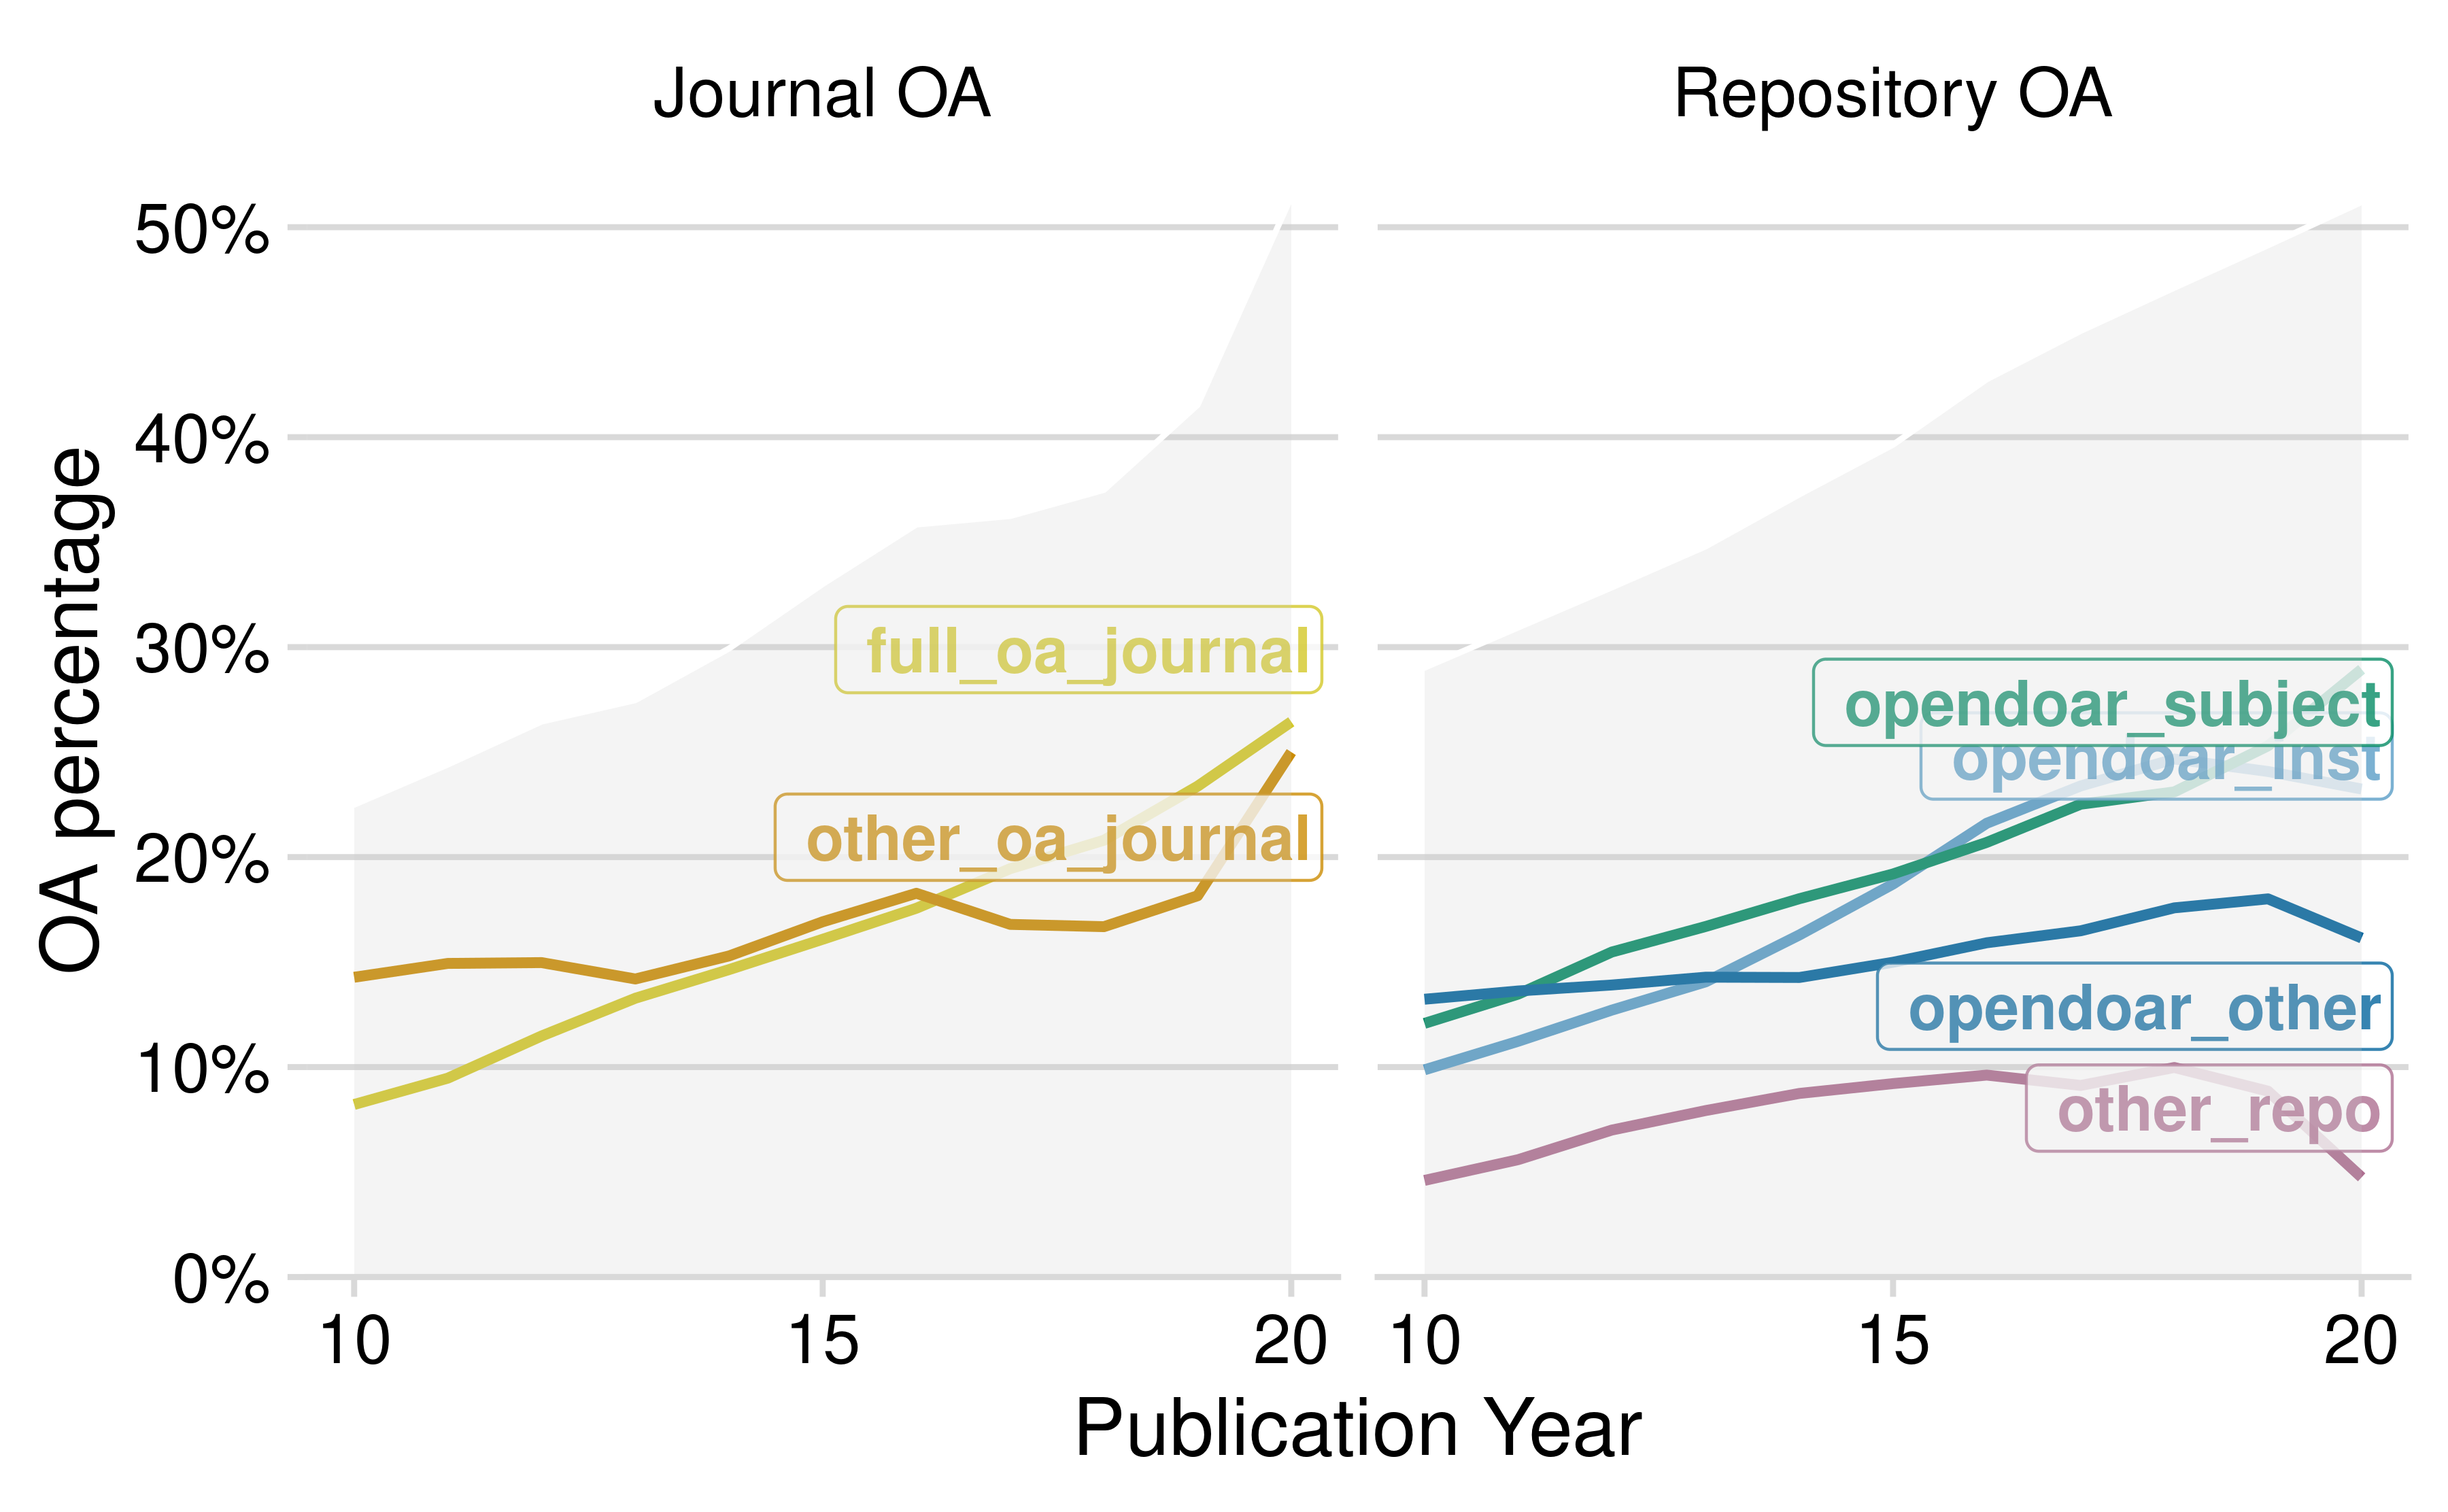 Journal OA
Repository OA
OA percentage
50%
40%
30%
20%
10%
0%
full_oa_journal
other_oa_journal
opendoar_subject
opendoar_inst
opendoar_other
other_repo
10 15 20
10 15 20
Publication Year